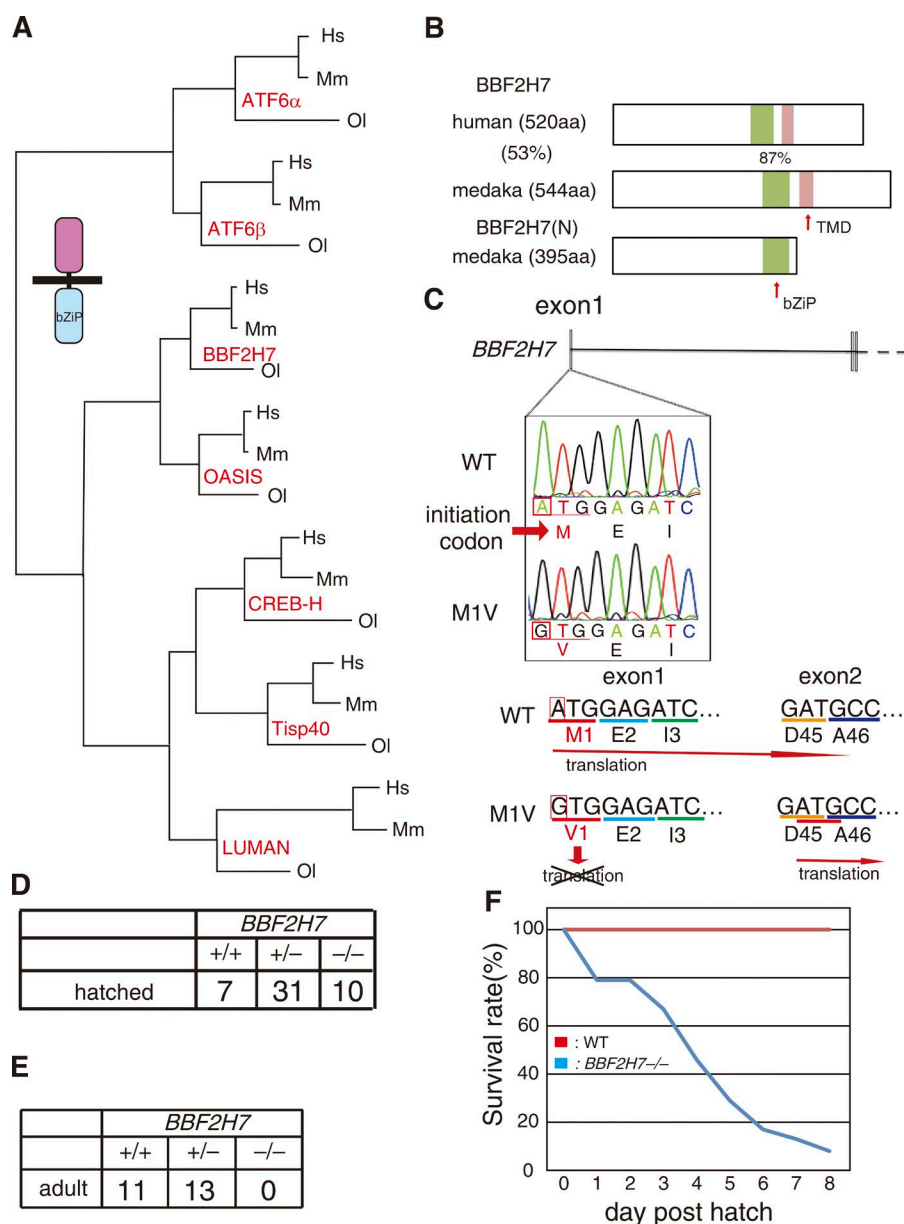 A
Hs
Mm
ATF6α
Ol
Hs
Mm
ATF6β
Ol
bZiP
Hs
Mm
BBF2H7
Ol
Hs
Mm
OASIS
Ol
Hs
Mm
CREB-H
Ol
Hs
Mm
Tisp40
Ol
Hs
Mm
LUMAN
Ol
B
BBF2H7
human (520aa)
(53%)
87%
medaka (544aa)
TMD
BBF2H7(N)
medaka (395aa)
bZiP
C
exon1
BBF2H7
WT
ATGGAGATC
initiation
codon
M E I
M1V
GTGGAGATC
V E I
exon1 exon2
WT ATGGAGATC... GATGCC...
M1 E2 I3 D45 A46
translation
M1V GTGGAGATC... GATGCC...
V1 E2 I3 D45 A46
translation translation
D
BBF2H7
+/+ +/– –/–
hatched 7 31 10
E
BBF2H7
+/+ +/– –/–
adult 11 13 0
F
Survival rate(%)
100
80
60
40
20
0
: WT
: BBF2H7–/–
0 1 2 3 4 5 6 7 8
day post hatch